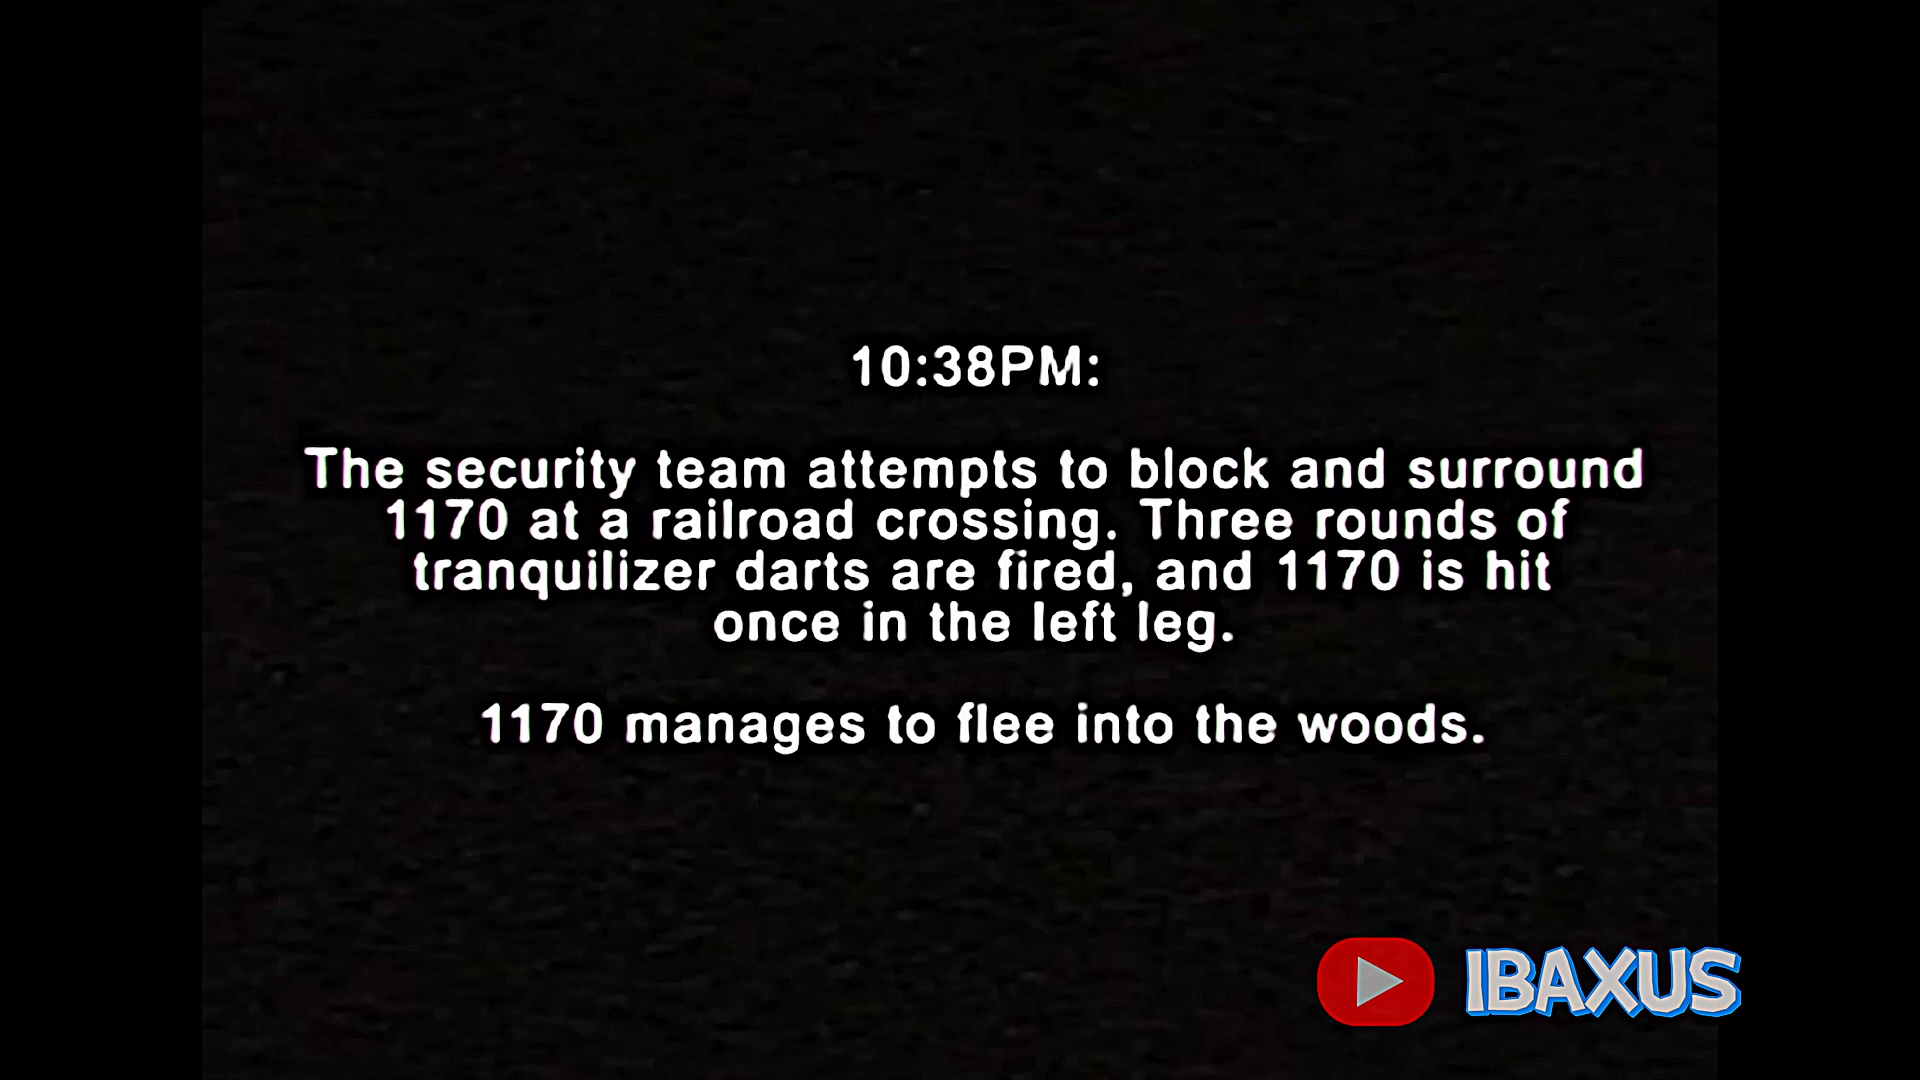 10:38PM:
The security team attempts to block and surround
1170 at a railroad crossing. Three rounds of
tranquilizer darts are fired, and 1170 is hit
once in the left leg.
1170 manages to flee into the woods.
IBAXUS